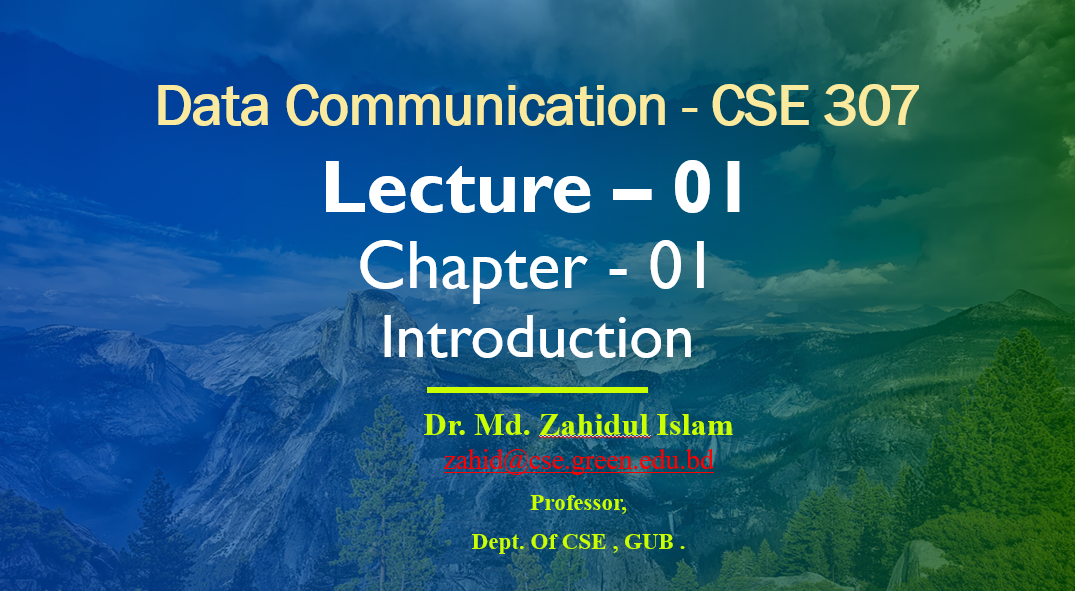 Data Communication - CSE 307
Lecture – 01
Chapter - 01
Introduction
Dr. Md. Zahidul Islam
zahid@cse.green.edu.bd
Professor,
Dept. Of CSE , GUB .